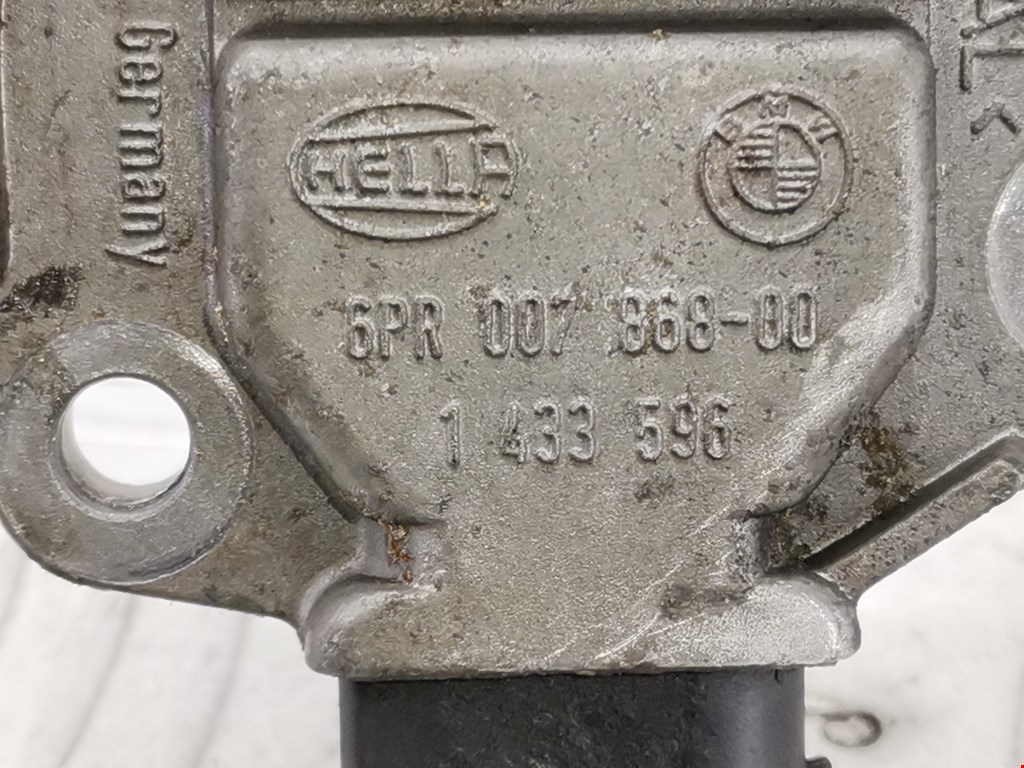 Germany
HELLA
BMW
6PR 007 868-00
1 433 596